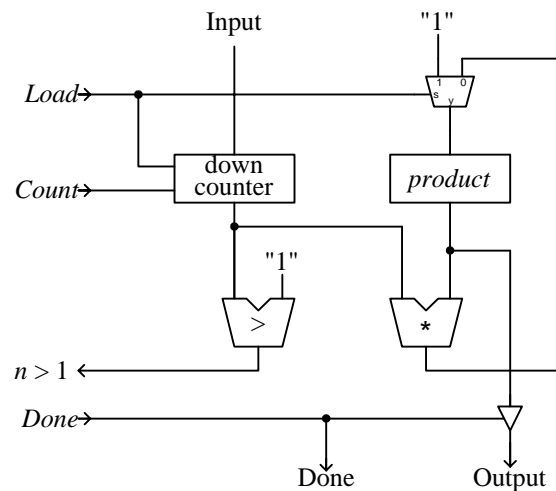 Input
"1"
1 0
s
y
Load
down
counter
product
Count
"1"
>
*
n > 1
Done
Done
Output